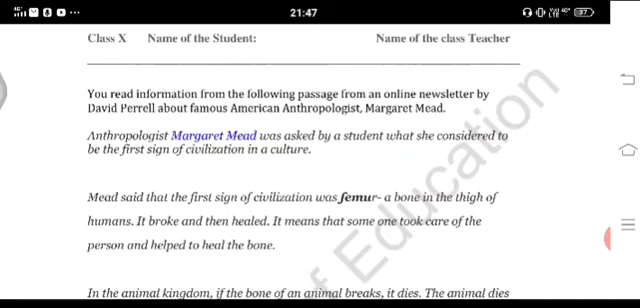 21:47
Class X Name of the Student: Name of the class Teacher
You read information from the following passage from an online newsletter by
David Perrell about famous American Anthropologist, Margaret Mead.
Anthropologist Margaret Mead was asked by a student what she considered to
be the first sign of civilization in a culture.
Mead said that the first sign of civilization was femur- a bone in the thigh of
humans. It broke and then healed. It means that some one took care of the
person and helped to heal the bone.
In the animal kingdom, if the bone of an animal breaks, it dies. The animal dies
f Education